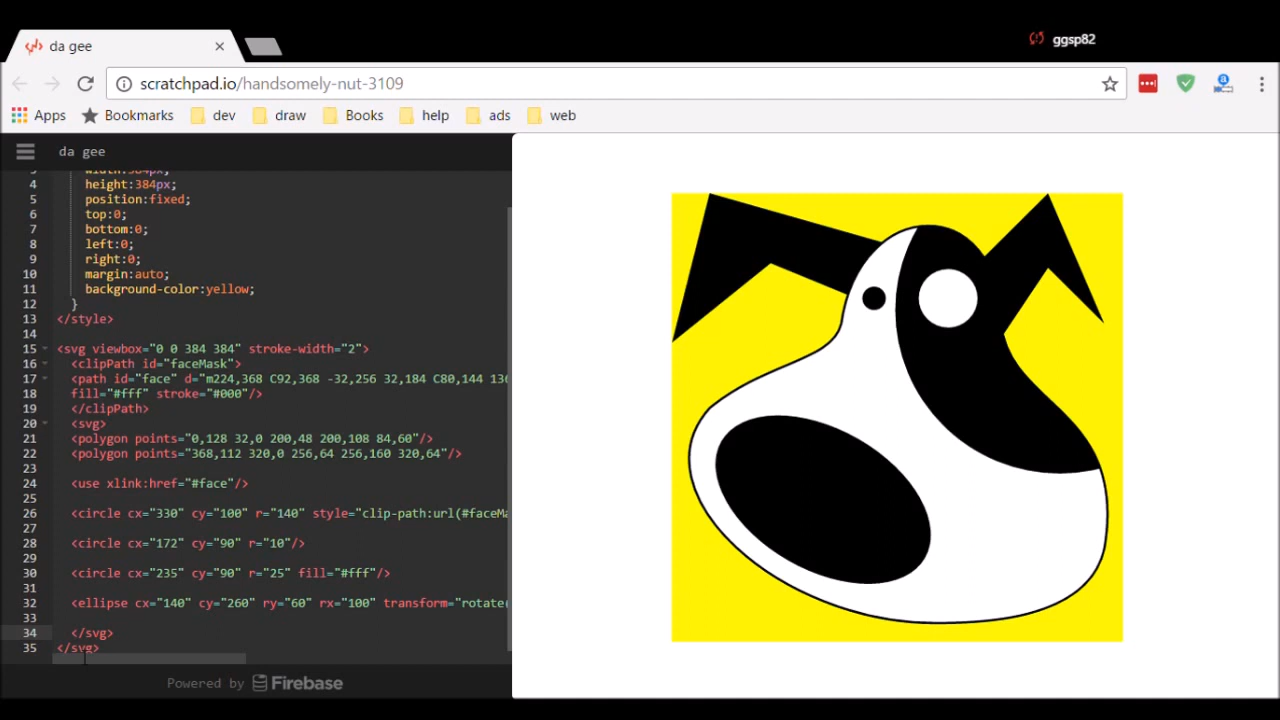 da gee
ggsp82
scratchpad.io/handsomely-nut-3109
Apps Bookmarks dev draw Books help ads web
da gee
3 width:384px;
4 height:384px;
5 position:fixed;
6 top:0;
7 bottom:0;
8 left:0;
9 right:0;
10 margin:auto;
11 background-color:yellow;
12 }
13 </style>
14
15 <svg viewbox="0 0 384 384" stroke-width="2">
16 <clipPath id="faceMask">
17 <path id="face" d="m224,368 C92,368 -32,256 32,184 C80,144 136
18 fill="#fff" stroke="#000"/>
19 </clipPath>
20 <svg>
21 <polygon points="0,128 32,0 200,48 200,108 84,60"/>
22 <polygon points="368,112 320,0 256,64 256,160 320,64"/>
23
24 <use xlink:href="#face"/>
25
26 <circle cx="330" cy="100" r="140" style="clip-path:url(#faceMa
27
28 <circle cx="172" cy="90" r="10"/>
29
30 <circle cx="235" cy="90" r="25" fill="#fff"/>
31
32 <ellipse cx="140" cy="260" ry="60" rx="100" transform="rotate(
33
34 </svg>
35 </svg>
Powered by Firebase